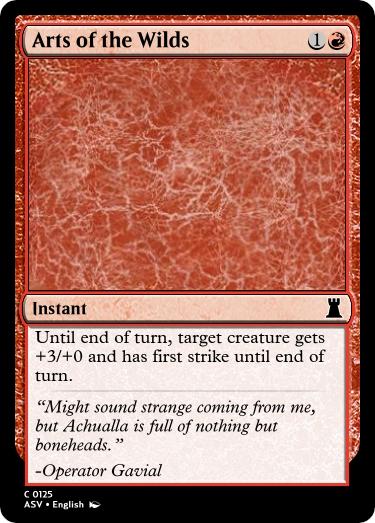 Arts of the Wilds 1
Instant
Until end of turn, target creature gets
+3/+0 and has first strike until end of
turn.
“Might sound strange coming from me,
but Achualla is full of nothing but
boneheads.”
-Operator Gavial
C 0125
ASV • English